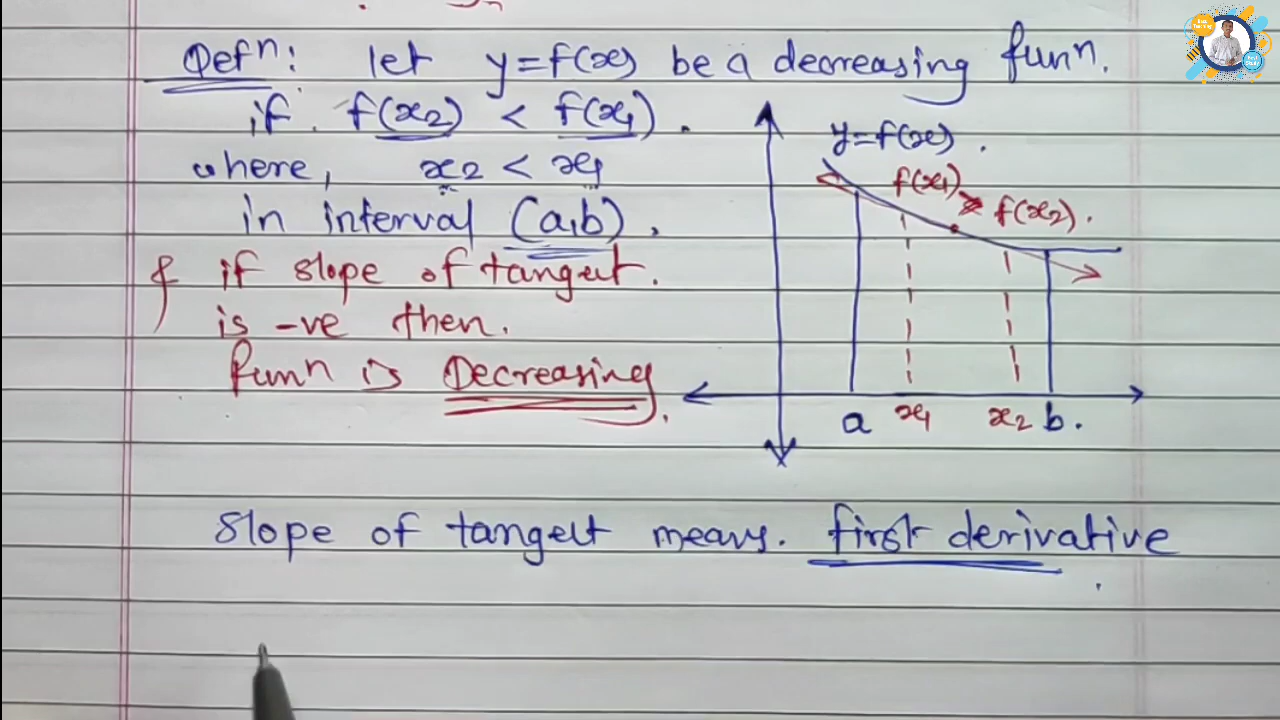 Defⁿ: let y=f(x) be a decreasing funⁿ.
if f(x2) < f(x1).
where, x2 < x1
in interval (a,b).
& if slope of tangent.
is -ve then.
funⁿ is Decreasing.
y=f(x).
f(x1) > f(x2).
a x1 x2 b.
Slope of tangent means. first derivative.